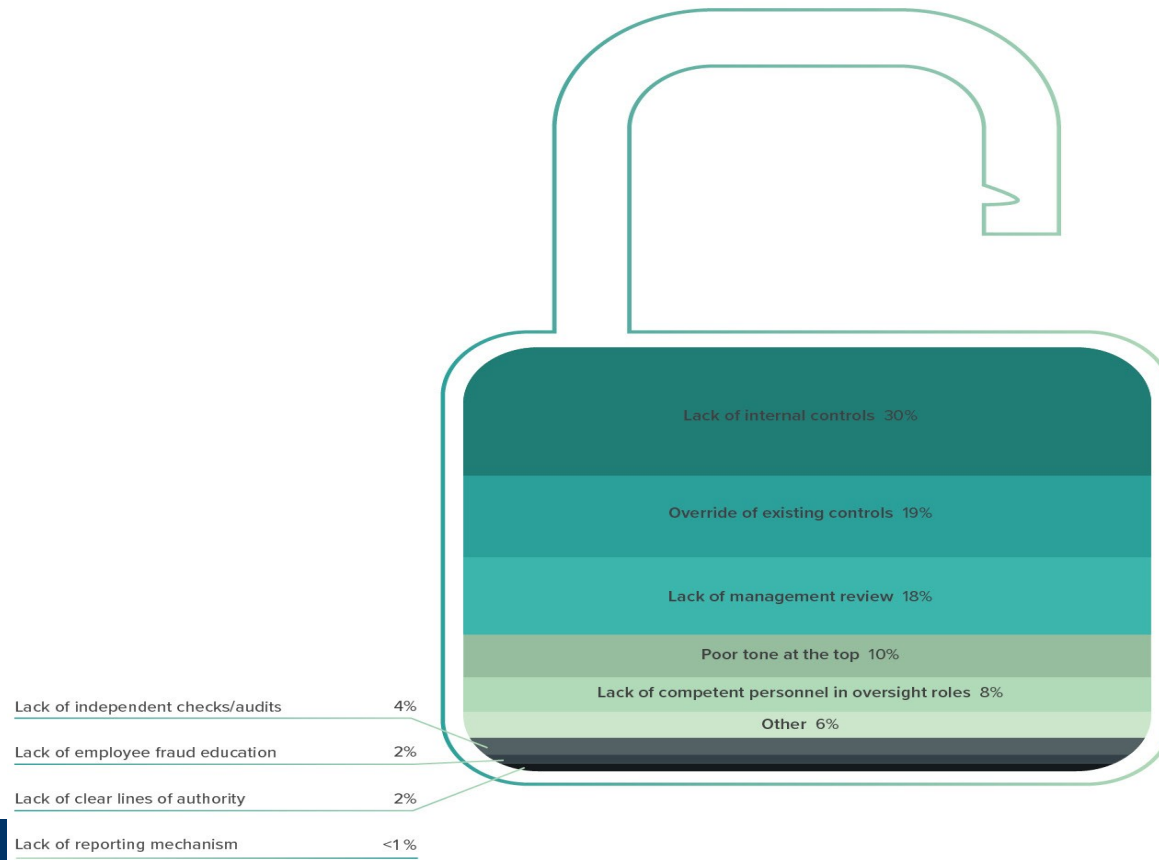 Lack of internal controls 30%
Override of existing controls 19%
Lack of management review 18%
Poor tone at the top 10%
Lack of competent personnel in oversight roles 8%
Other 6%
Lack of independent checks/audits 4%
Lack of employee fraud education 2%
Lack of clear lines of authority 2%
Lack of reporting mechanism <1%